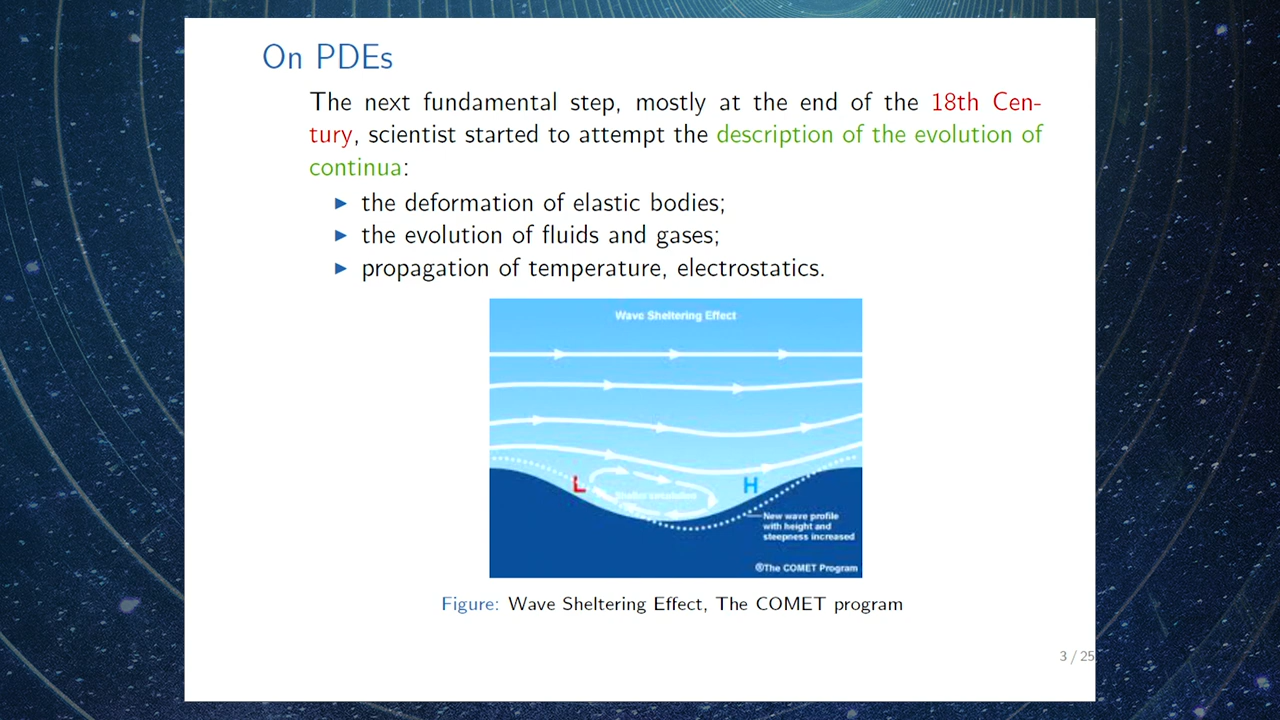 On PDEs
The next fundamental step, mostly at the end of the 18th Cen-
tury, scientist started to attempt the description of the evolution of
continua:
the deformation of elastic bodies;
the evolution of fluids and gases;
propagation of temperature, electrostatics.
Wave Sheltering Effect
L
H
New wave profile
with height and
steepness increased
®The COMET Program
Figure: Wave Sheltering Effect, The COMET program
3 / 25